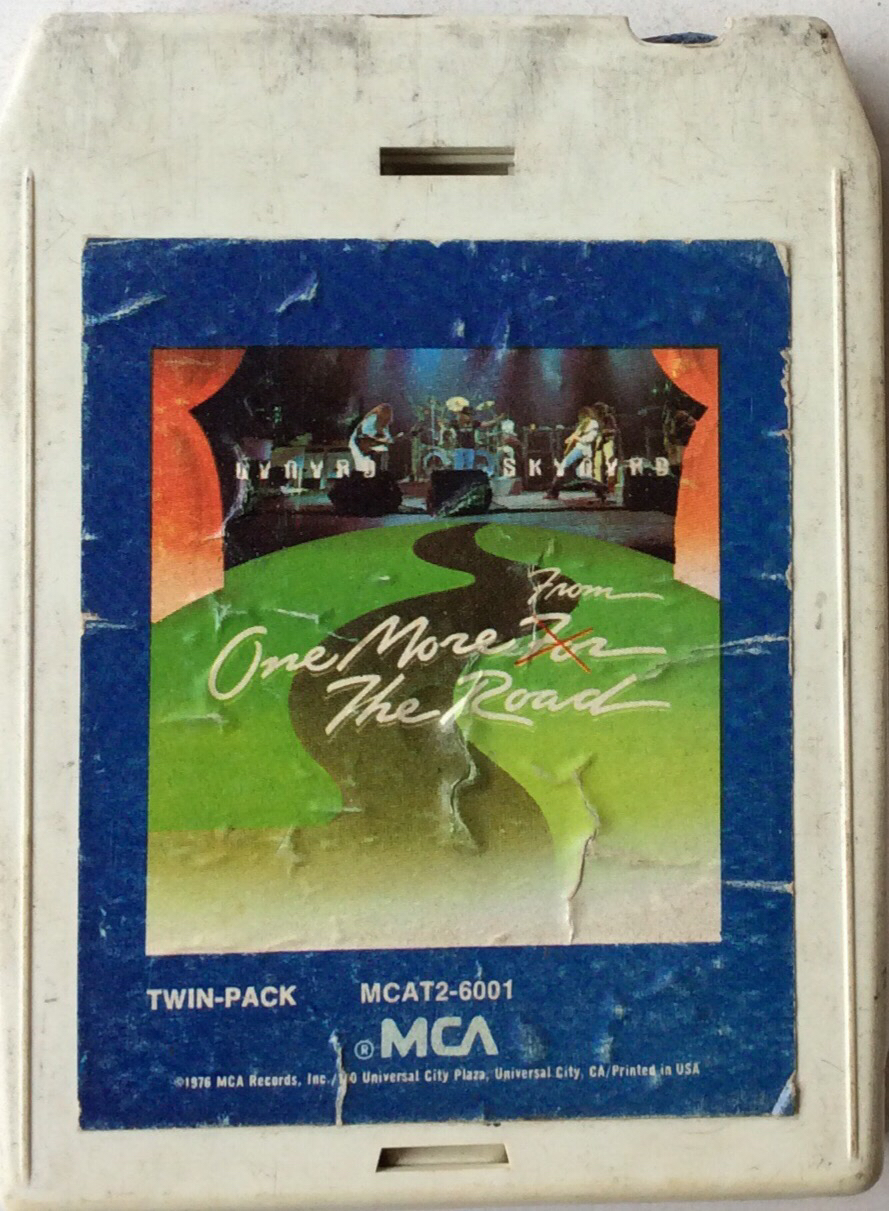 LYNYRD SKYNYRD
From
One More For
The Road
TWIN-PACK MCAT2-6001
® MCA
©1976 MCA Records, Inc./ Universal City Plaza, Universal City, CA/Printed in USA